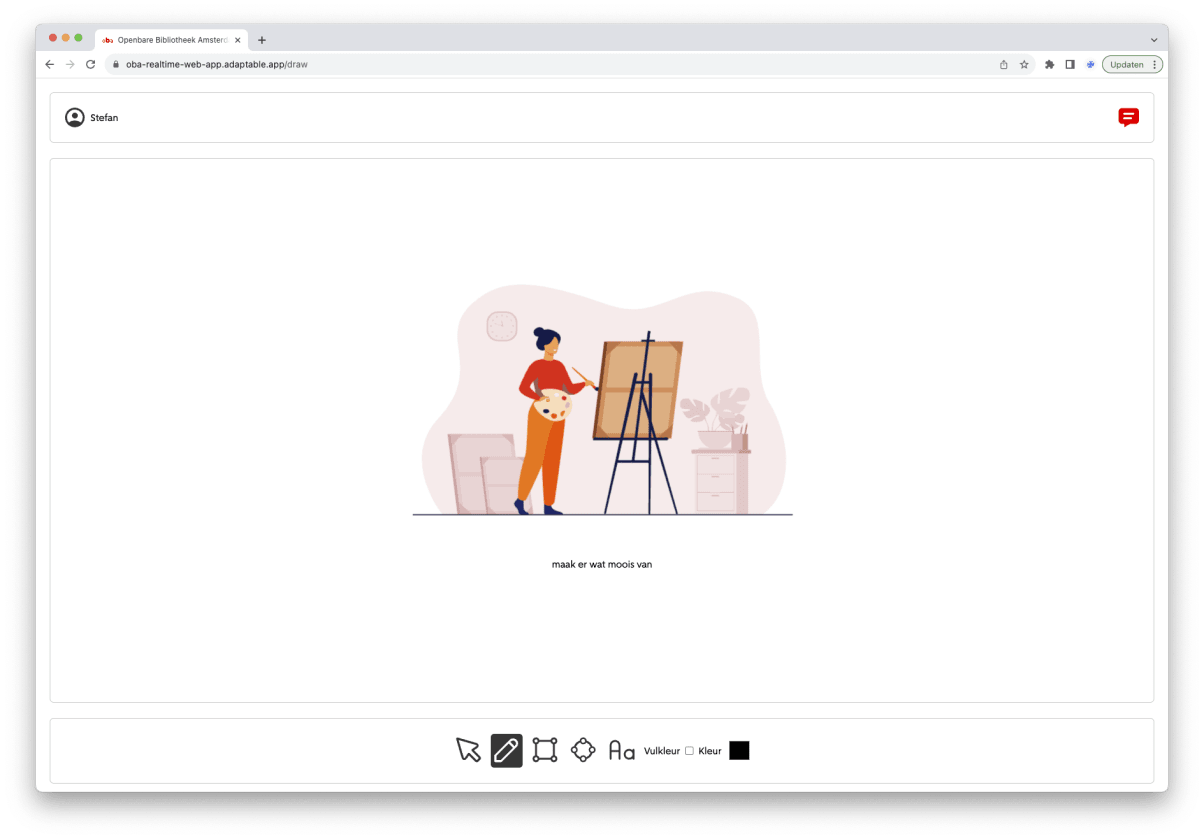 oba Openbare Bibliotheek Amsterd
oba-realtime-web-app.adaptable.app/draw
Updaten
Stefan
maak er wat moois van
Aa Vulkleur Kleur